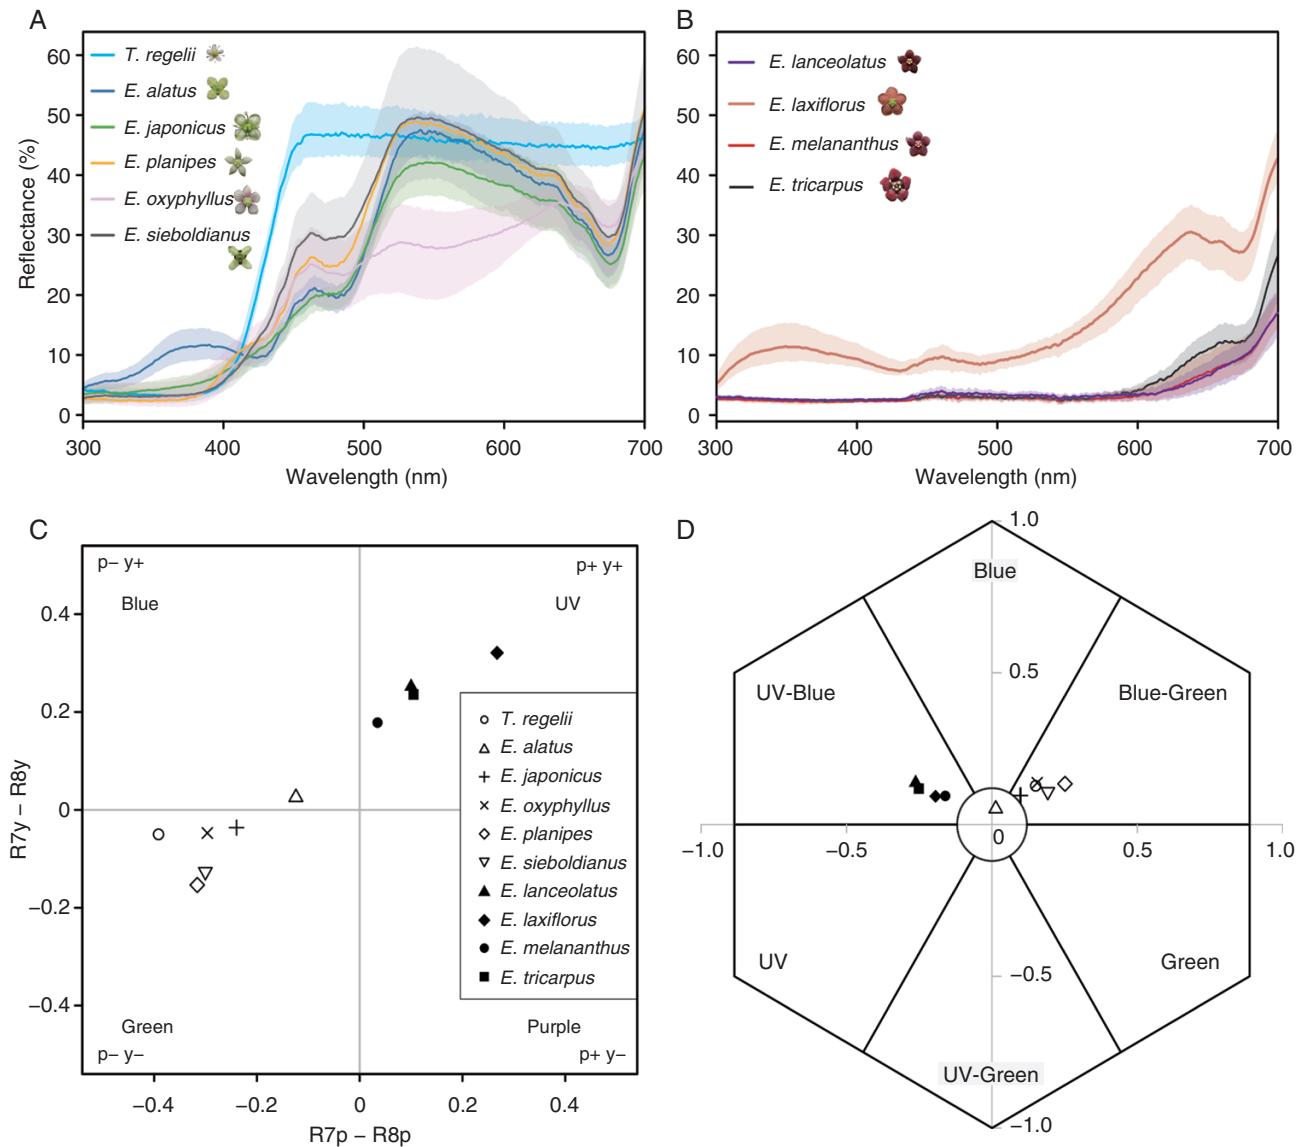 A
60
50
40
30
20
10
0
Reflectance (%)
T. regelii
E. alatus
E. japonicus
E. planipes
E. oxyphyllus
E. sieboldianus
300
400
500
600
700
Wavelength (nm)
B
60
50
40
30
20
10
0
E. lanceolatus
E. laxiflorus
E. melananthus
E. tricarpus
300
400
500
600
700
Wavelength (nm)
C
p− y+
p+ y+
Blue
UV
0.4
0.2
0
−0.2
−0.4
R7y − R8y
T. regelii
E. alatus
E. japonicus
E. oxyphyllus
E. planipes
E. sieboldianus
E. lanceolatus
E. laxiflorus
E. melananthus
E. tricarpus
Green
Purple
p− y−
p+ y−
−0.4
−0.2
0
0.2
0.4
R7p − R8p
D
1.0
Blue
0.5
UV-Blue
Blue-Green
−1.0
−0.5
0
0.5
1.0
UV
Green
−0.5
UV-Green
−1.0